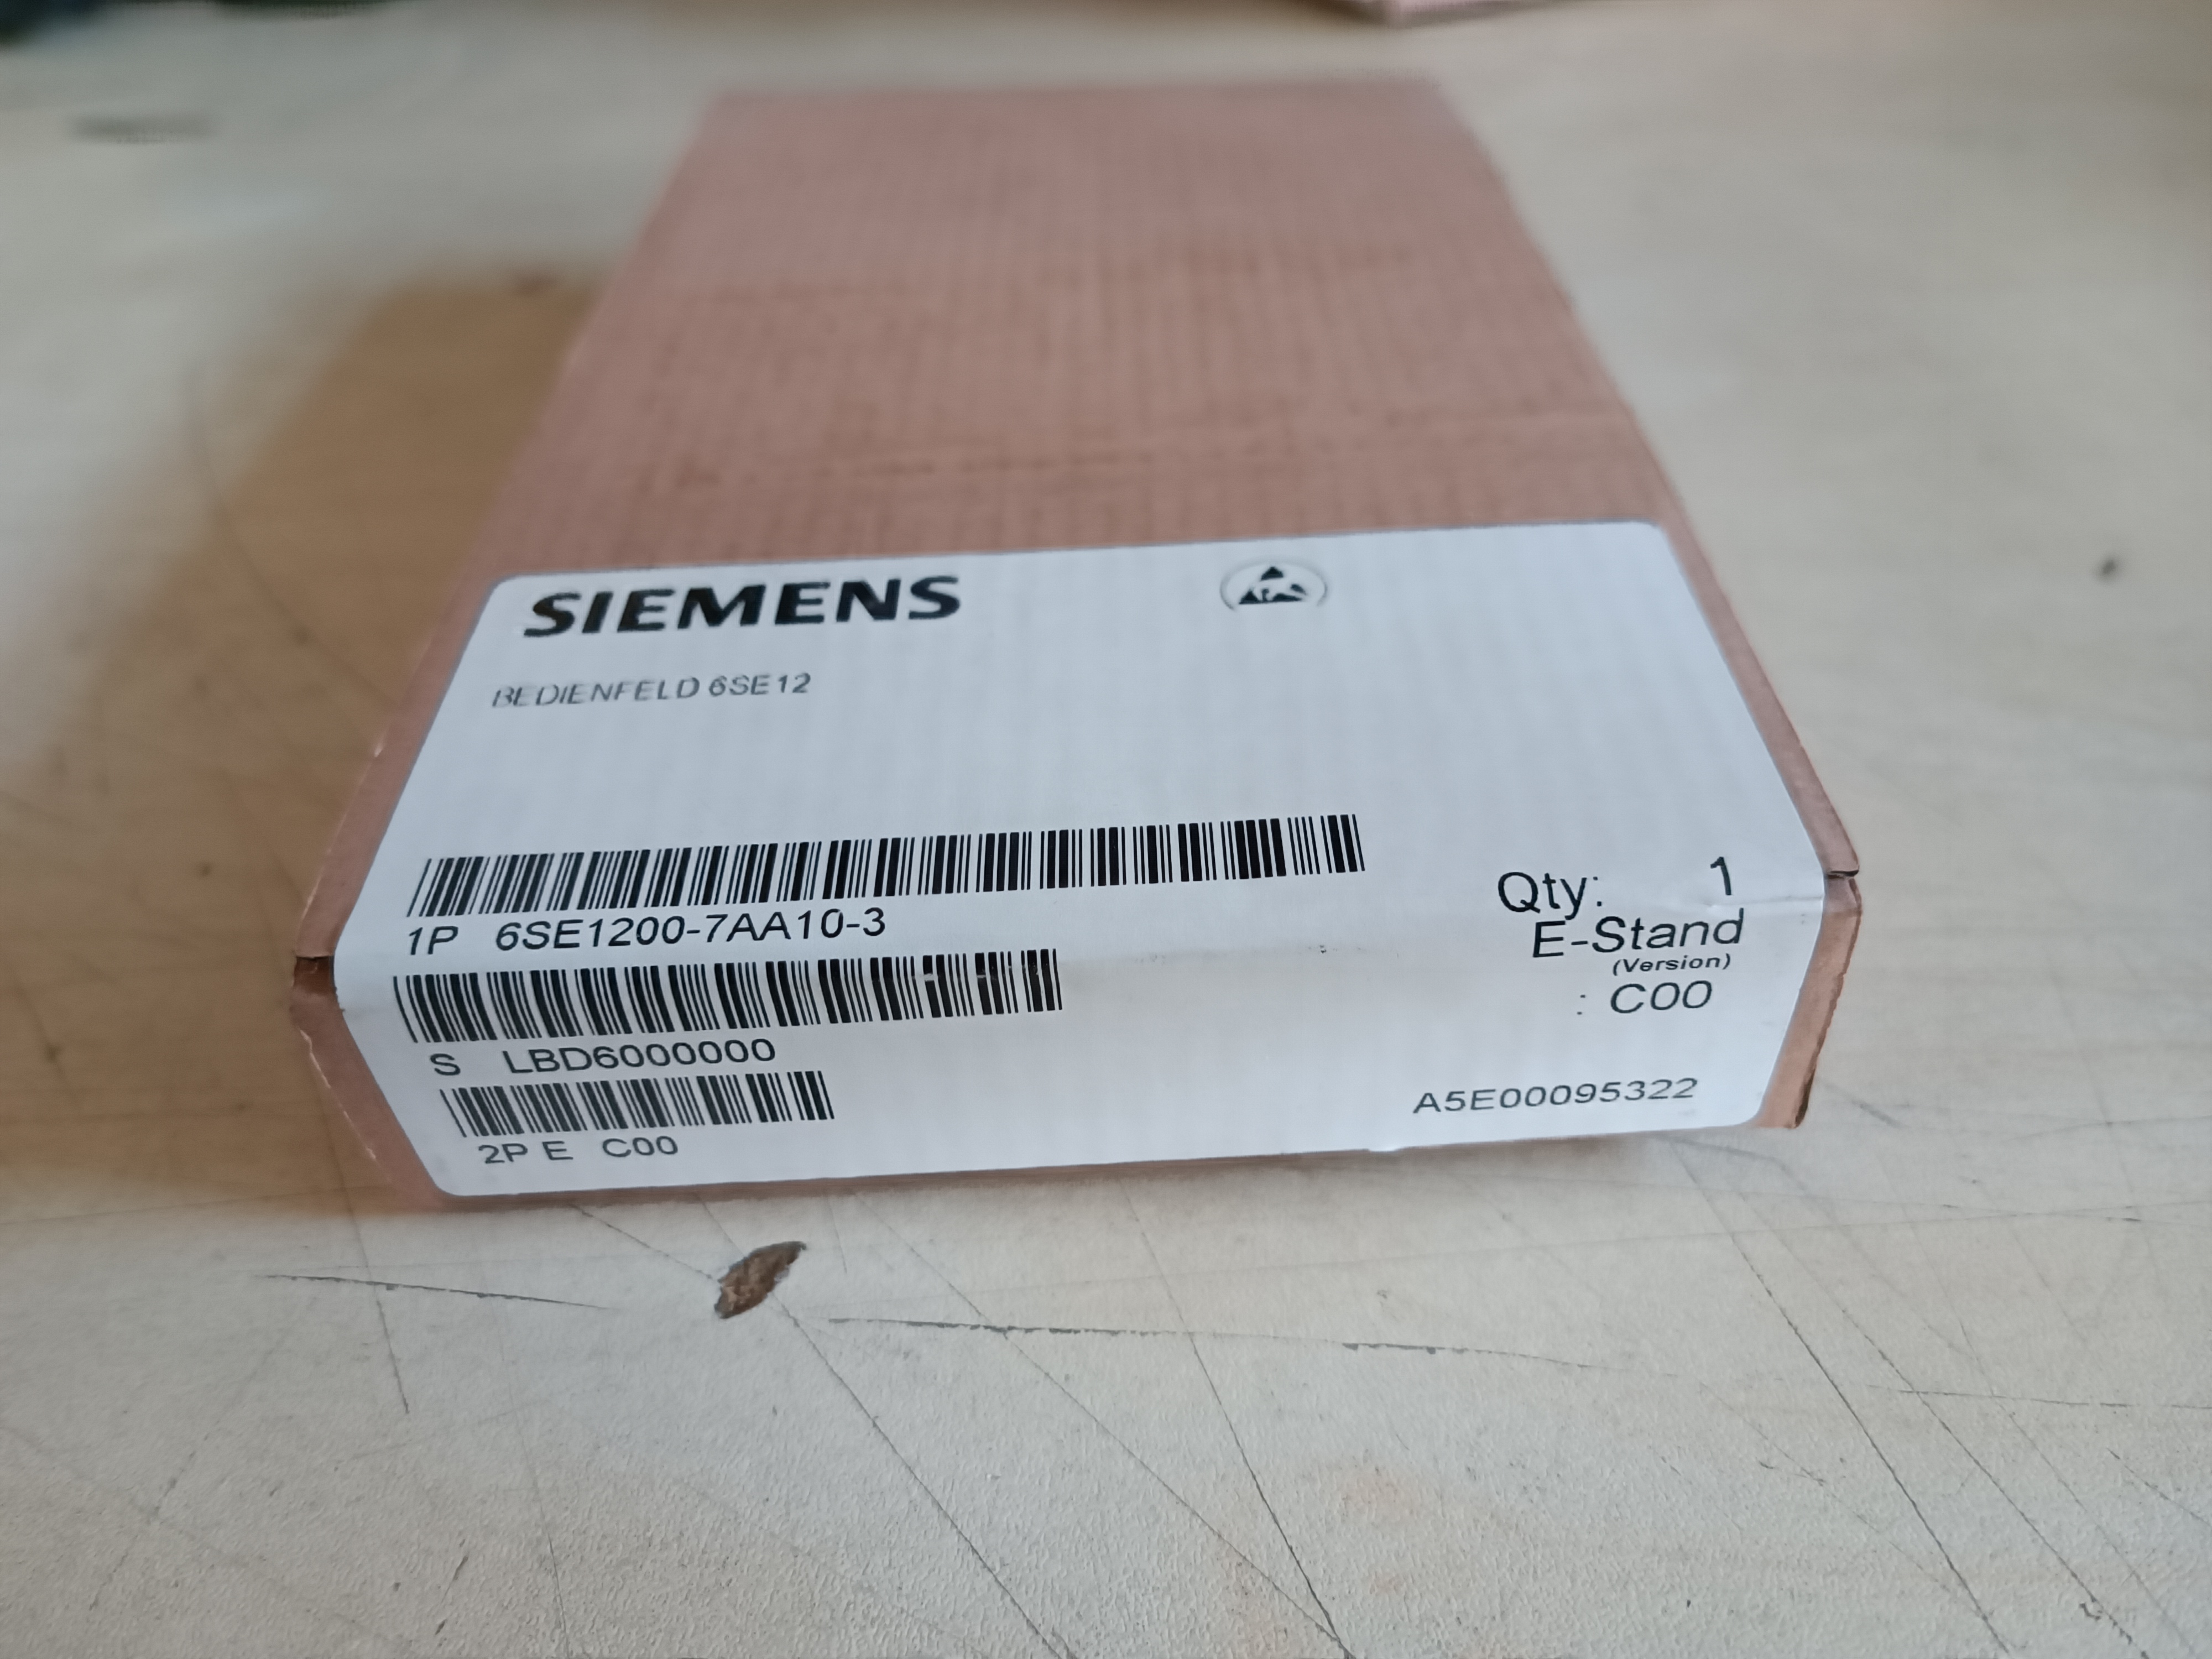 SIEMENS
BEDIENFELD 6SE12
1P 6SE1200-7AA10-3
Qty: 1
E-Stand
(Version)
: C00
S LBD6000000
A5E00095322
2P E C00